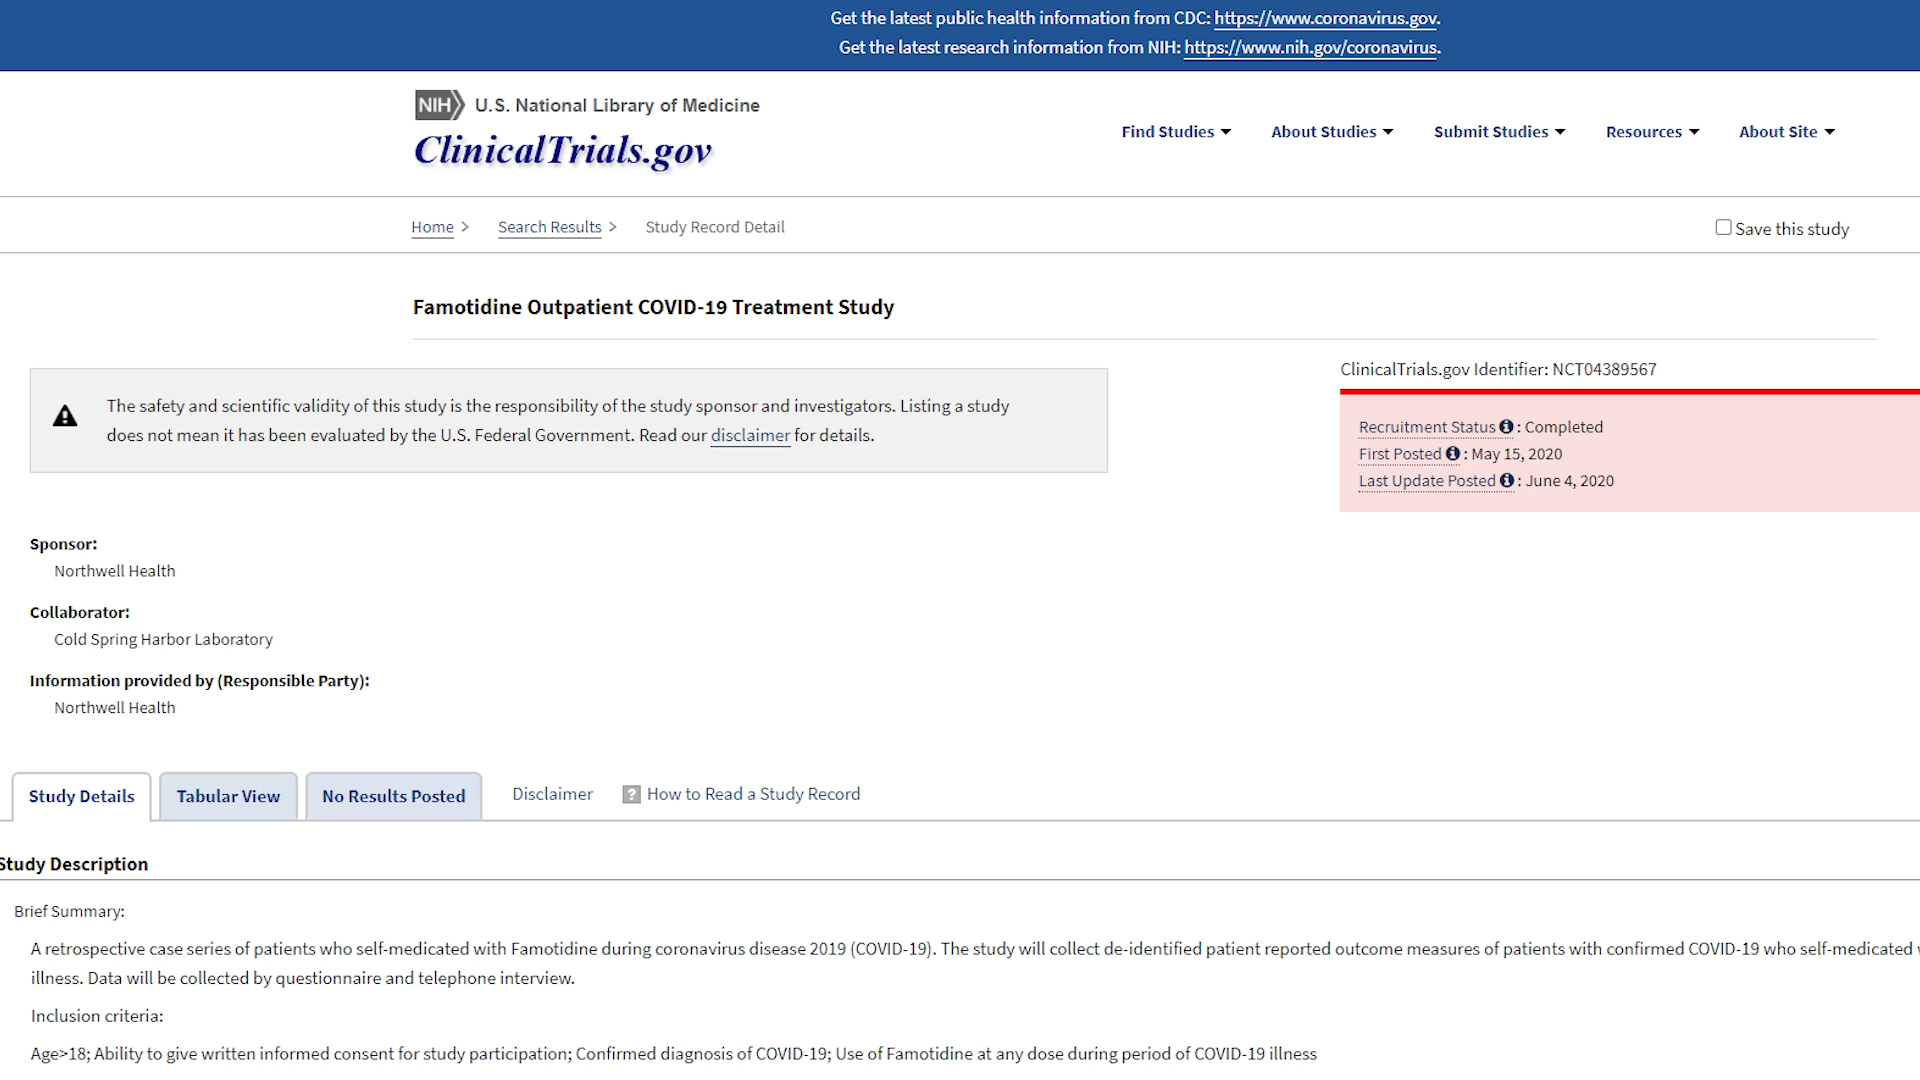 Get the latest public health information from CDC: https://www.coronavirus.gov.
Get the latest research information from NIH: https://www.nih.gov/coronavirus.
NIH U.S. National Library of Medicine
ClinicalTrials.gov
Find Studies About Studies Submit Studies Resources About Site
Home > Search Results > Study Record Detail
Save this study
Famotidine Outpatient COVID-19 Treatment Study
The safety and scientific validity of this study is the responsibility of the study sponsor and investigators. Listing a study
does not mean it has been evaluated by the U.S. Federal Government. Read our disclaimer for details.
ClinicalTrials.gov Identifier: NCT04389567
Recruitment Status : Completed
First Posted : May 15, 2020
Last Update Posted : June 4, 2020
Sponsor:
Northwell Health
Collaborator:
Cold Spring Harbor Laboratory
Information provided by (Responsible Party):
Northwell Health
Study Details Tabular View No Results Posted Disclaimer ? How to Read a Study Record
Study Description
Brief Summary:
A retrospective case series of patients who self-medicated with Famotidine during coronavirus disease 2019 (COVID-19). The study will collect de-identified patient reported outcome measures of patients with confirmed COVID-19 who self-medicated
illness. Data will be collected by questionnaire and telephone interview.
Inclusion criteria:
Age>18; Ability to give written informed consent for study participation; Confirmed diagnosis of COVID-19; Use of Famotidine at any dose during period of COVID-19 illness